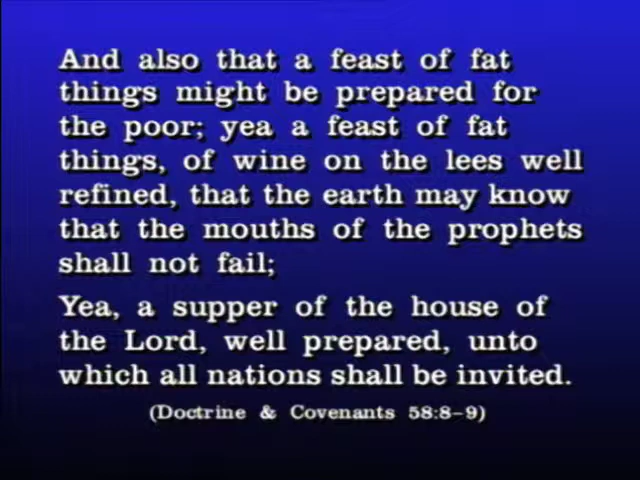 And also that a feast of fat
things might be prepared for
the poor; yea a feast of fat
things, of wine on the lees well
refined, that the earth may know
that the mouths of the prophets
shall not fail;
Yea, a supper of the house of
the Lord, well prepared, unto
which all nations shall be invited.
(Doctrine & Covenants 58:8-9)